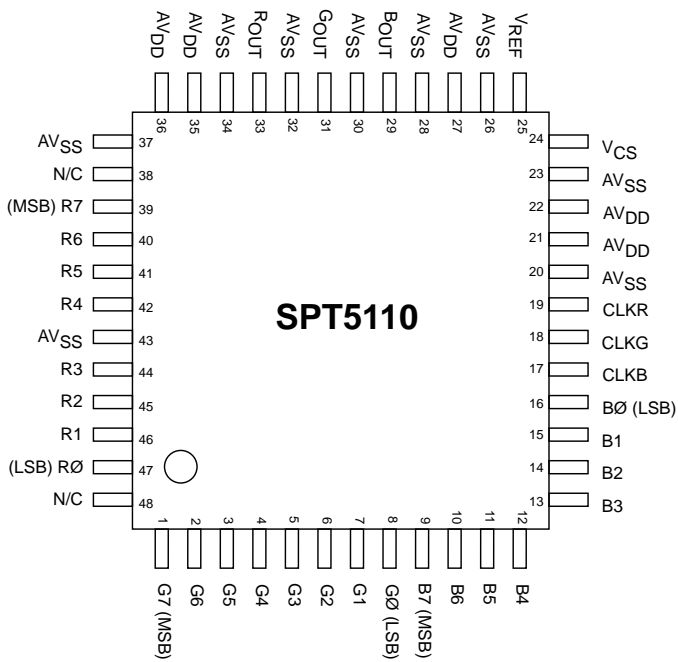 AVDD AVDD AVSS ROUT AVSS GOUT AVSS BOUT AVSS AVDD AVSS VREF
36 35 34 33 32 31 30 29 28 27 26 25
AVSS 37
N/C 38
(MSB) R7 39
R6 40
R5 41
R4 42
AVSS 43
R3 44
R2 45
R1 46
(LSB) RØ 47
N/C 48
SPT5110
24 VCS
23 AVSS
22 AVDD
21 AVDD
20 AVSS
19 CLKR
18 CLKG
17 CLKB
16 BØ (LSB)
15 B1
14 B2
13 B3
1 2 3 4 5 6 7 8 9 10 11 12
G7 (MSB) G6 G5 G4 G3 G2 G1 GØ (LSB) B7 (MSB) B6 B5 B4